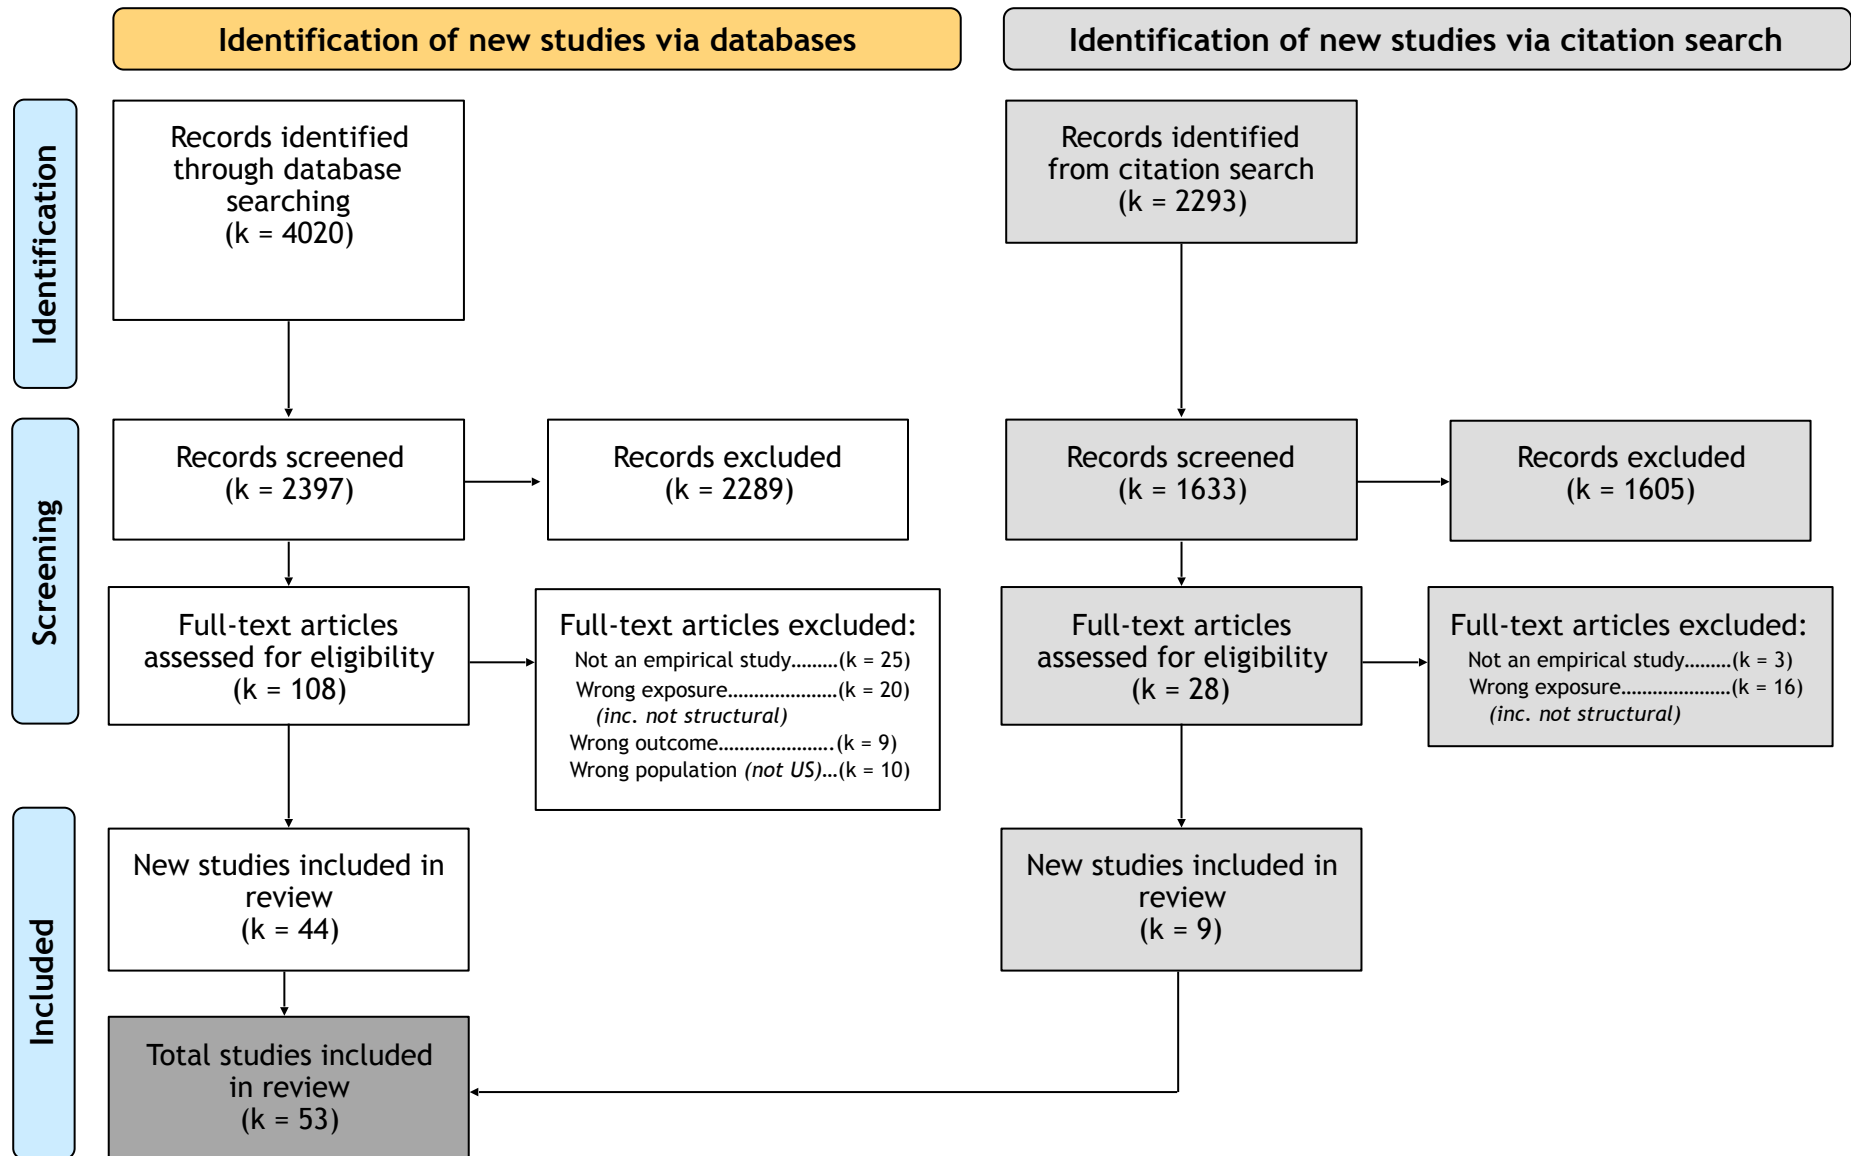 Identification of new studies via databases
Identification of new studies via citation search
Identification
Records identified
through database
searching
(k = 4020)
Records identified
from citation search
(k = 2293)
Screening
Records screened
(k = 2397)
Records excluded
(k = 2289)
Records screened
(k = 1633)
Records excluded
(k = 1605)
Full-text articles
assessed for eligibility
(k = 108)
Full-text articles excluded:
Not an empirical study........(k = 25)
Wrong exposure...................(k = 20)
(inc. not structural)
Wrong outcome......................(k = 9)
Wrong population (not US)...(k = 10)
Full-text articles
assessed for eligibility
(k = 28)
Full-text articles excluded:
Not an empirical study........(k = 3)
Wrong exposure...................(k = 16)
(inc. not structural)
Included
New studies included in
review
(k = 44)
New studies included in
review
(k = 9)
Total studies included
in review
(k = 53)